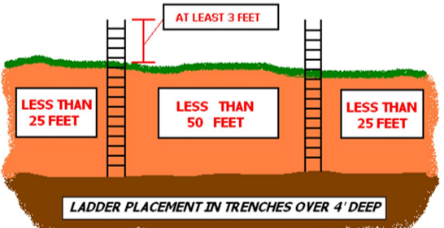 AT LEAST 3 FEET
LESS THAN
25 FEET
LESS THAN
50 FEET
LESS THAN
25 FEET
LADDER PLACEMENT IN TRENCHES OVER 4' DEEP